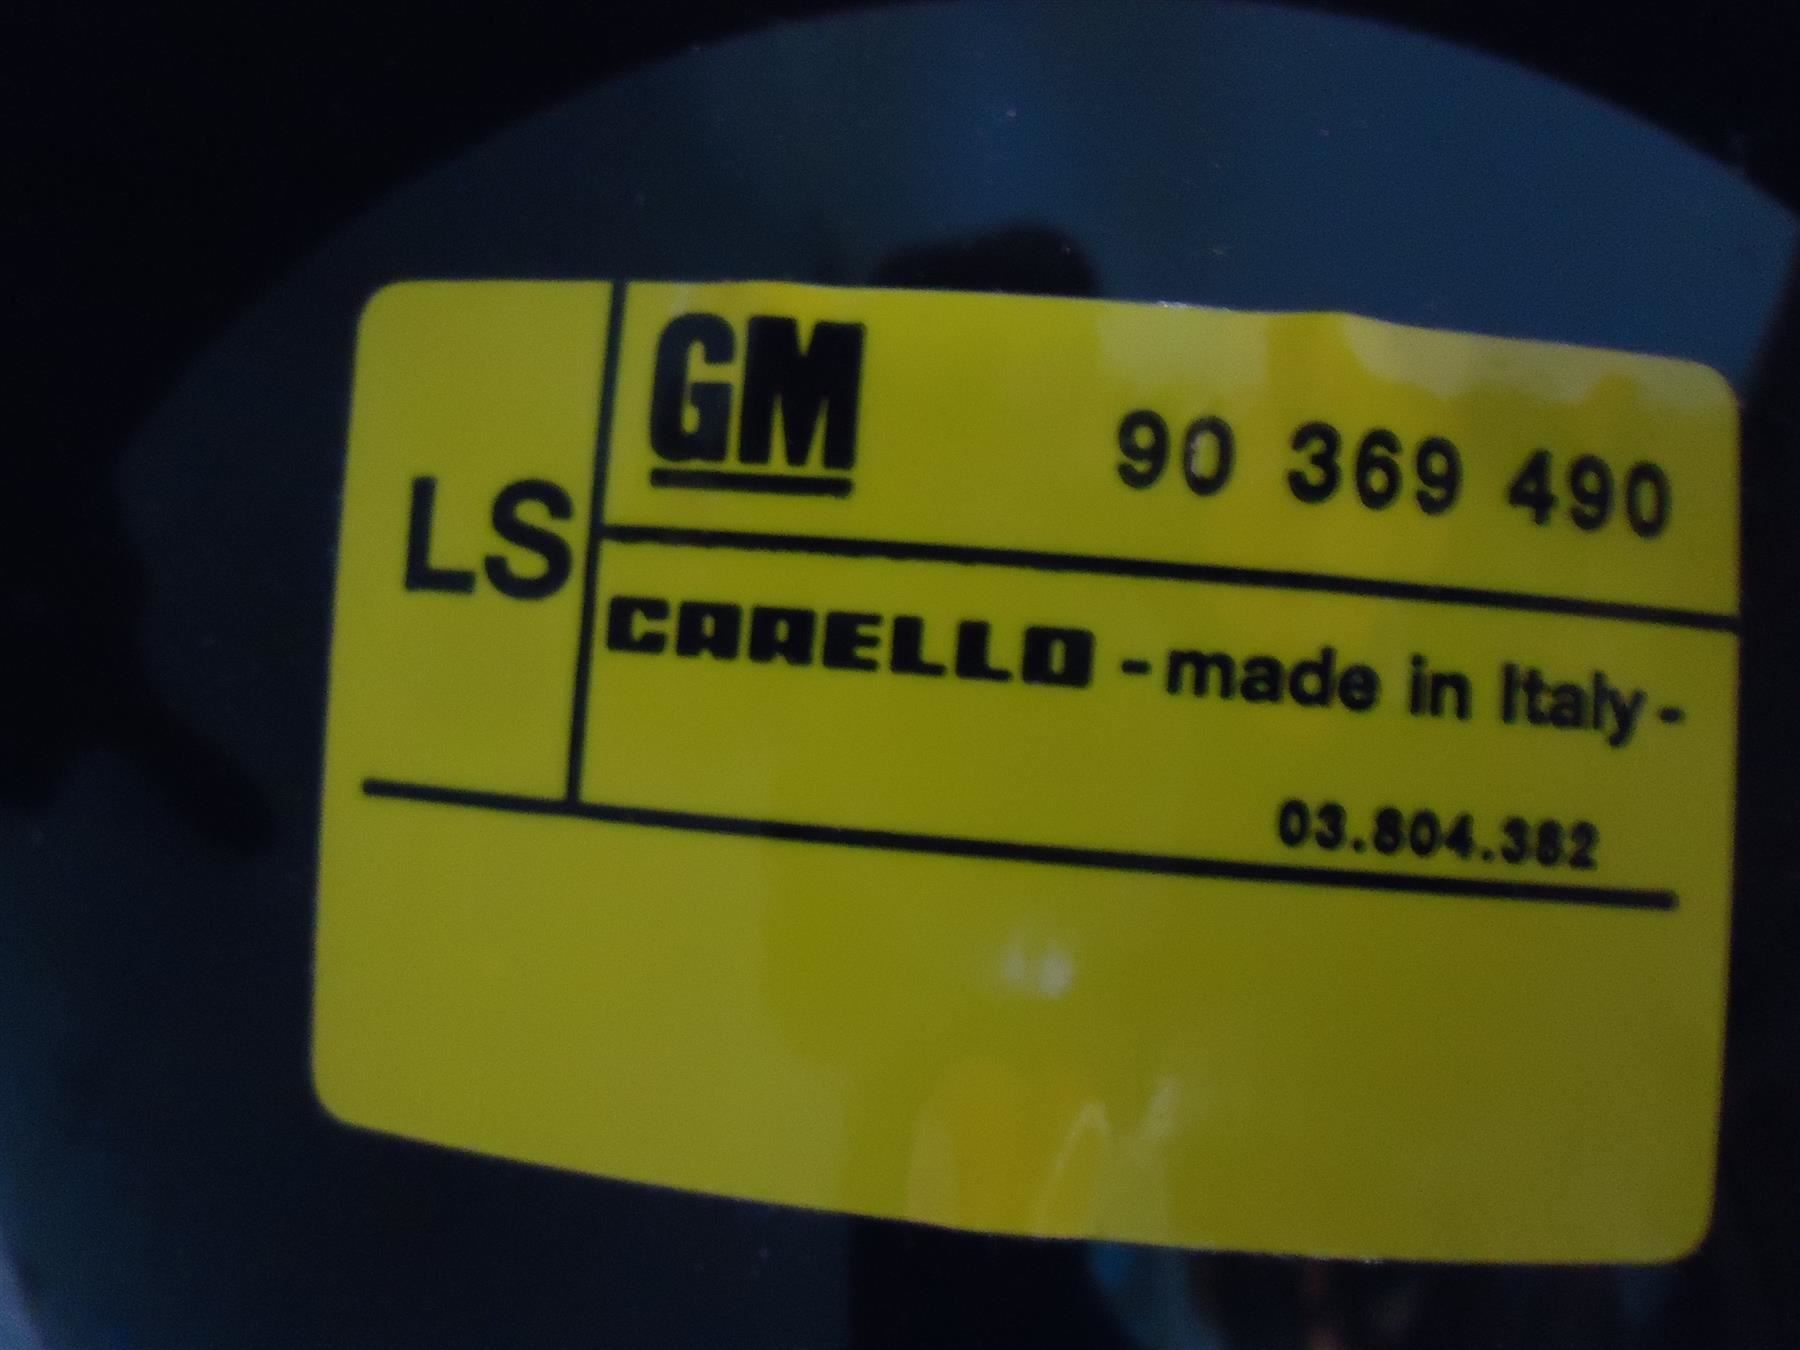 LS
GM
90 369 490
CARELLO - made in Italy -
03.804.382